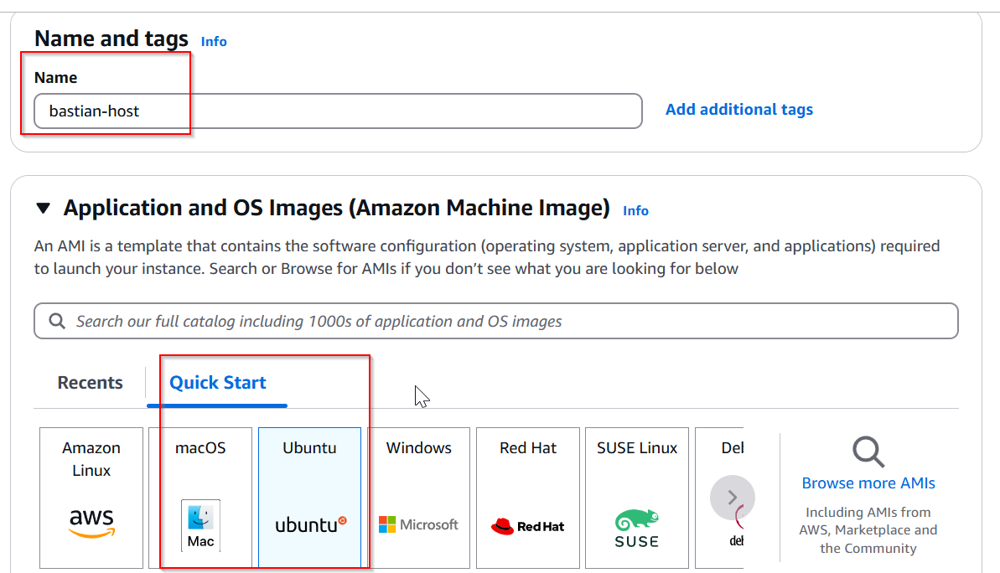 Name and tags Info
Name
bastian-host
Add additional tags
Application and OS Images (Amazon Machine Image) Info
An AMI is a template that contains the software configuration (operating system, application server, and applications) required
to launch your instance. Search or Browse for AMIs if you don’t see what you are looking for below
Search our full catalog including 1000s of application and OS images
Recents
Quick Start
Amazon
Linux
aws
macOS
Mac
Ubuntu
ubuntu
Windows
Microsoft
Red Hat
RedHat
SUSE Linux
SUSE
Del
deb
Browse more AMIs
Including AMIs from
AWS, Marketplace and
the Community